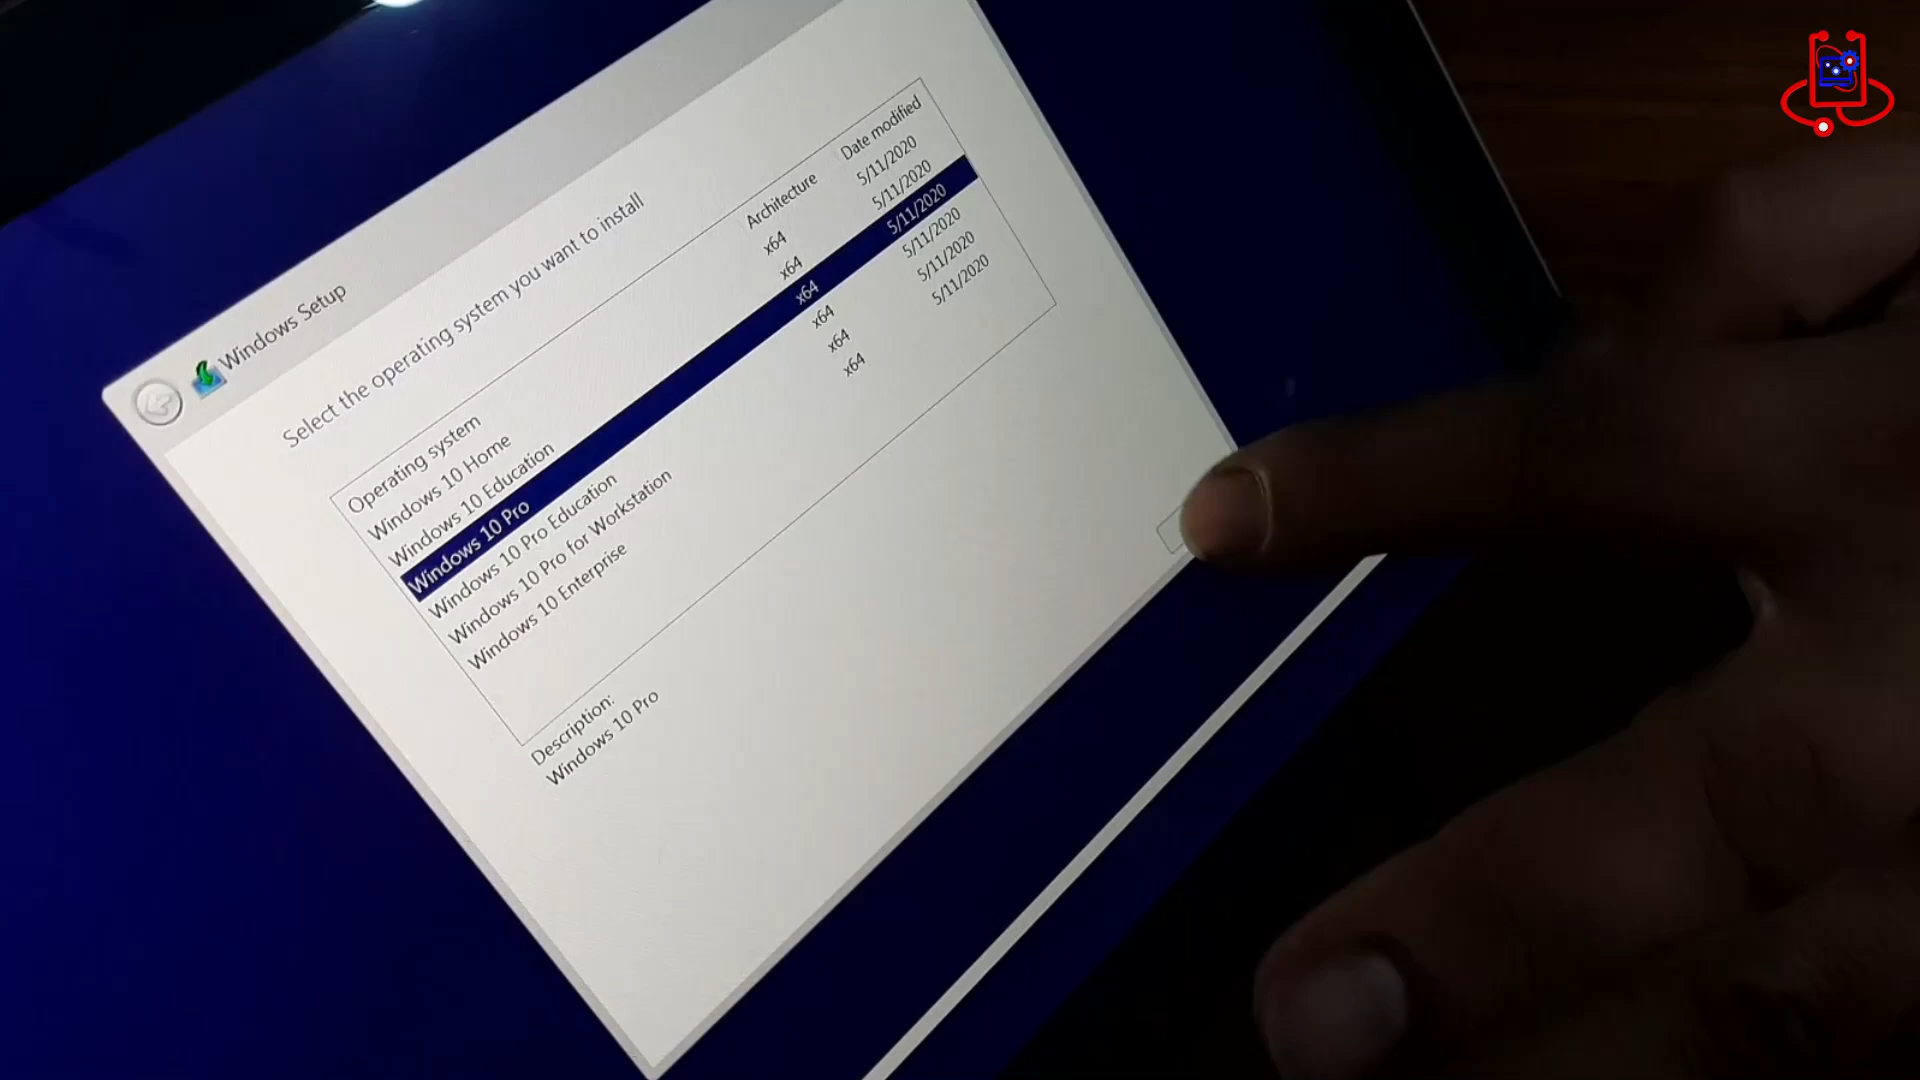 Windows Setup
Select the operating system you want to install
Operating system Architecture Date modified
Windows 10 Home x64 5/11/2020
Windows 10 Education x64 5/11/2020
Windows 10 Pro x64 5/11/2020
Windows 10 Pro Education x64 5/11/2020
Windows 10 Pro for Workstation x64 5/11/2020
Windows 10 Enterprise x64 5/11/2020
Description:
Windows 10 Pro